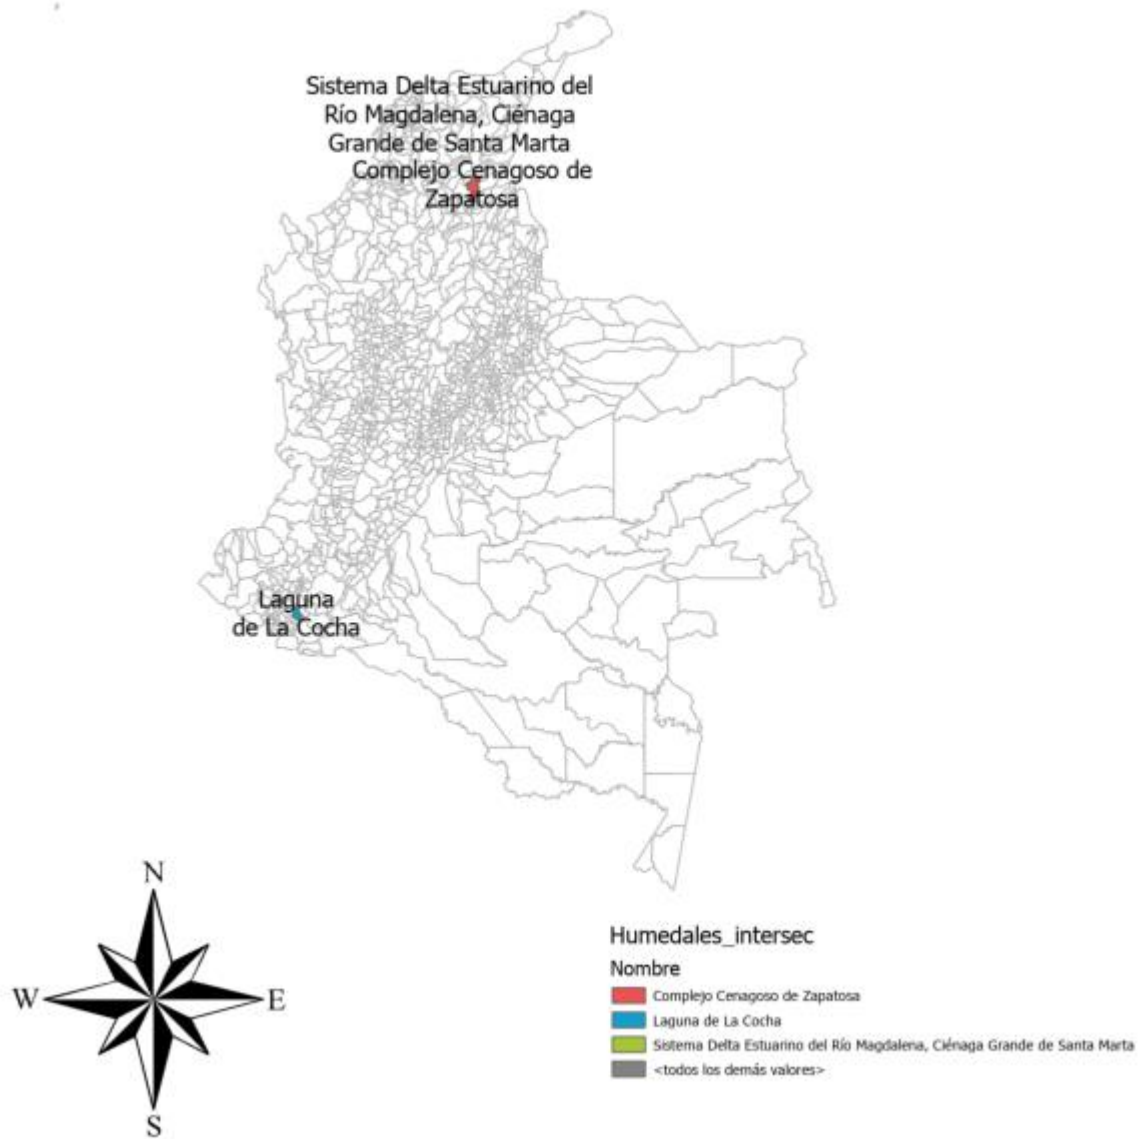 Sistema Delta Estuarino del
Río Magdalena, Ciénaga
Grande de Santa Marta
Complejo Cenagoso de
Zapatosa
Laguna
de La Cocha
N
W
E
S
Humedales_intersec
Nombre
Complejo Cenagoso de Zapatosa
Laguna de La Cocha
Sistema Delta Estuarino del Río Magdalena, Ciénaga Grande de Santa Marta
<todos los demás valores>